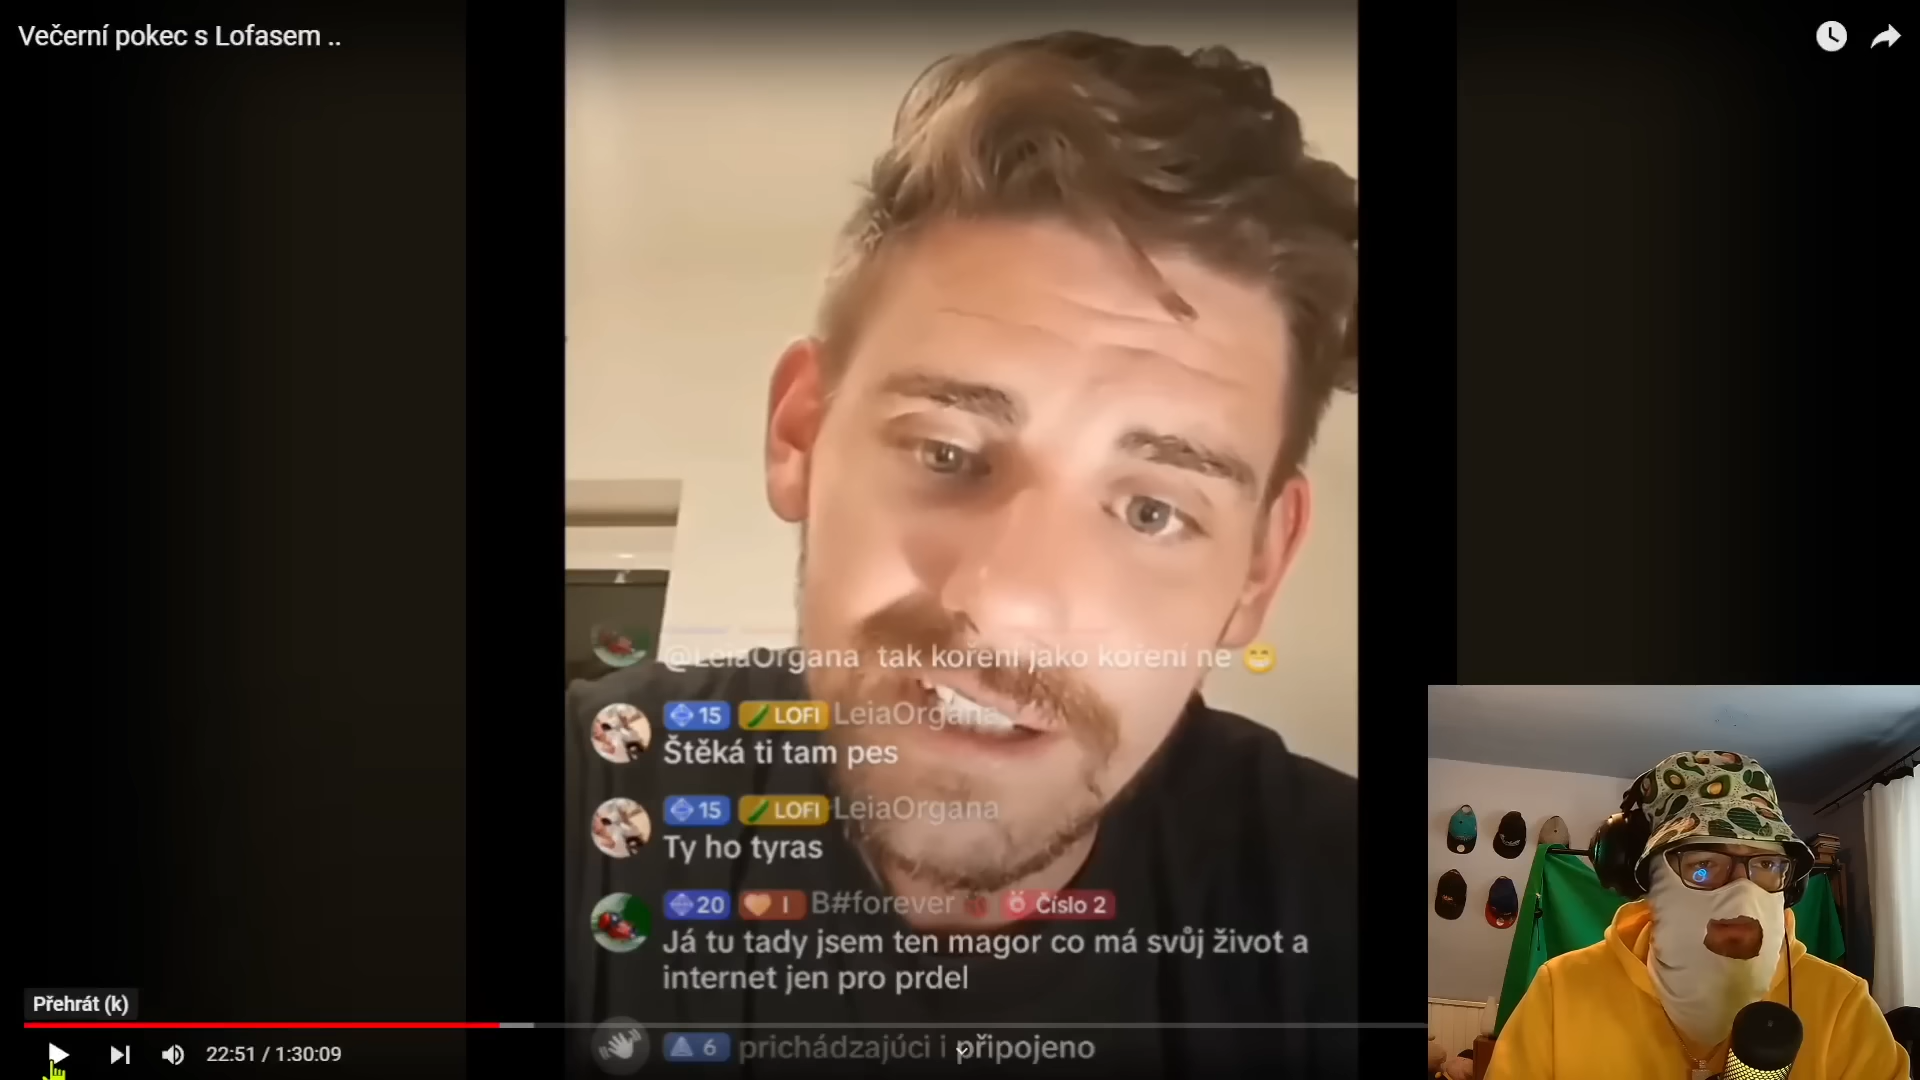 Večerní pokec s Lofasem ..
@LeiaOrgana tak koření jako koření ne 😁
15 LOFI LeiaOrgana
Štěká ti tam pes
15 LOFI LeiaOrgana
Ty ho tyras
20 I B#forever Číslo 2
Já tu tady jsem ten magor co má svůj život a
internet jen pro prdel
6 prichádzajúci i připojeno
Přehrát (k)
22:51 / 1:30:09